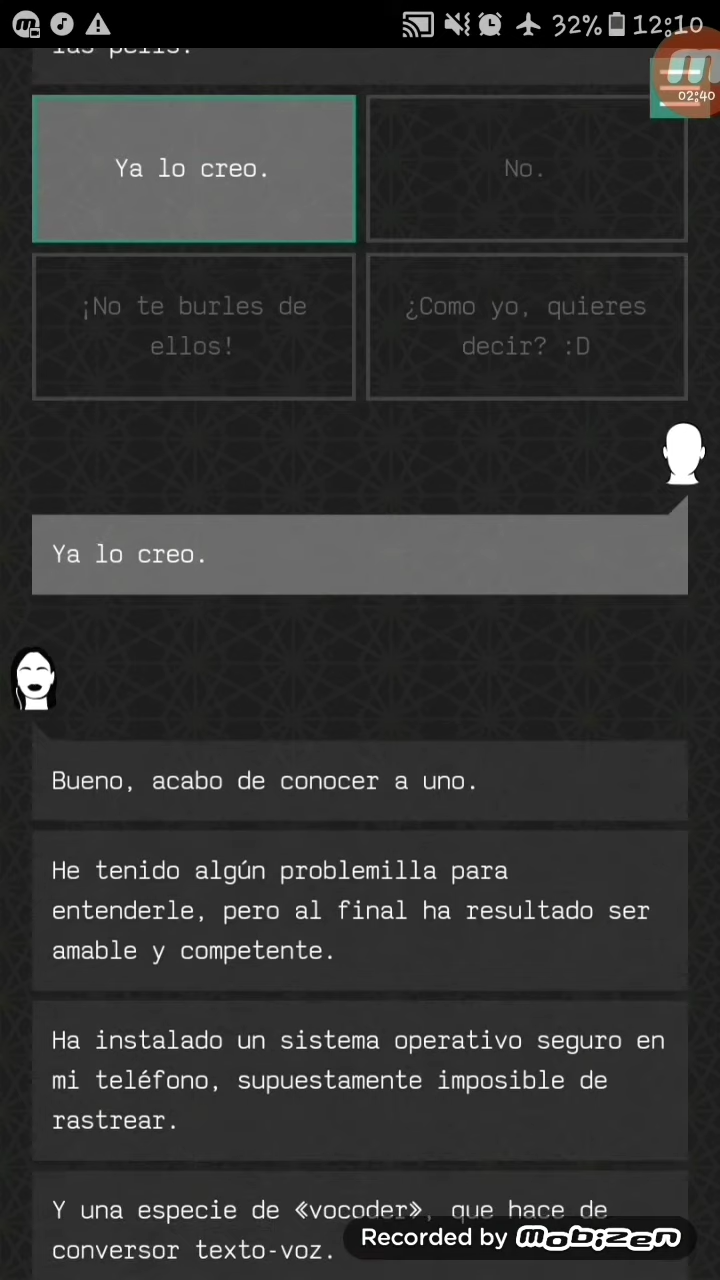 32% 12:10
las pelis.
02:40
Ya lo creo.
No.
¡No te burles de
ellos!
¿Como yo, quieres
decir? :D
Ya lo creo.
Bueno, acabo de conocer a uno.
He tenido algún problemilla para
entenderle, pero al final ha resultado ser
amable y competente.
Ha instalado un sistema operativo seguro en
mi teléfono, supuestamente imposible de
rastrear.
Y una especie de «vocoder», que hace de
conversor texto-voz.
Recorded by mobizen